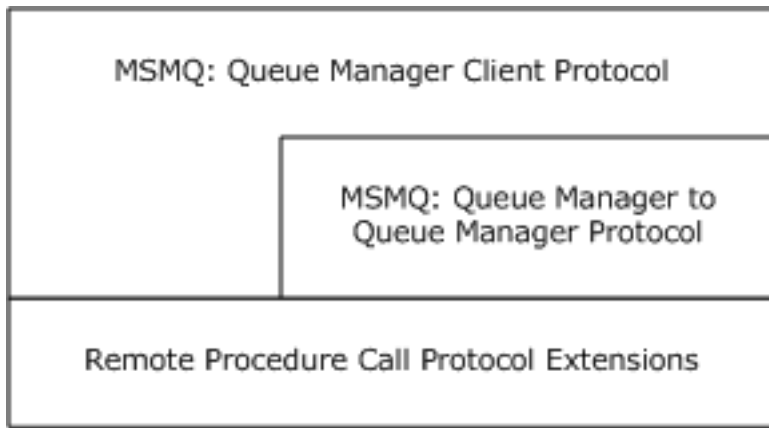 MSMQ: Queue Manager Client Protocol
MSMQ: Queue Manager to
Queue Manager Protocol
Remote Procedure Call Protocol Extensions